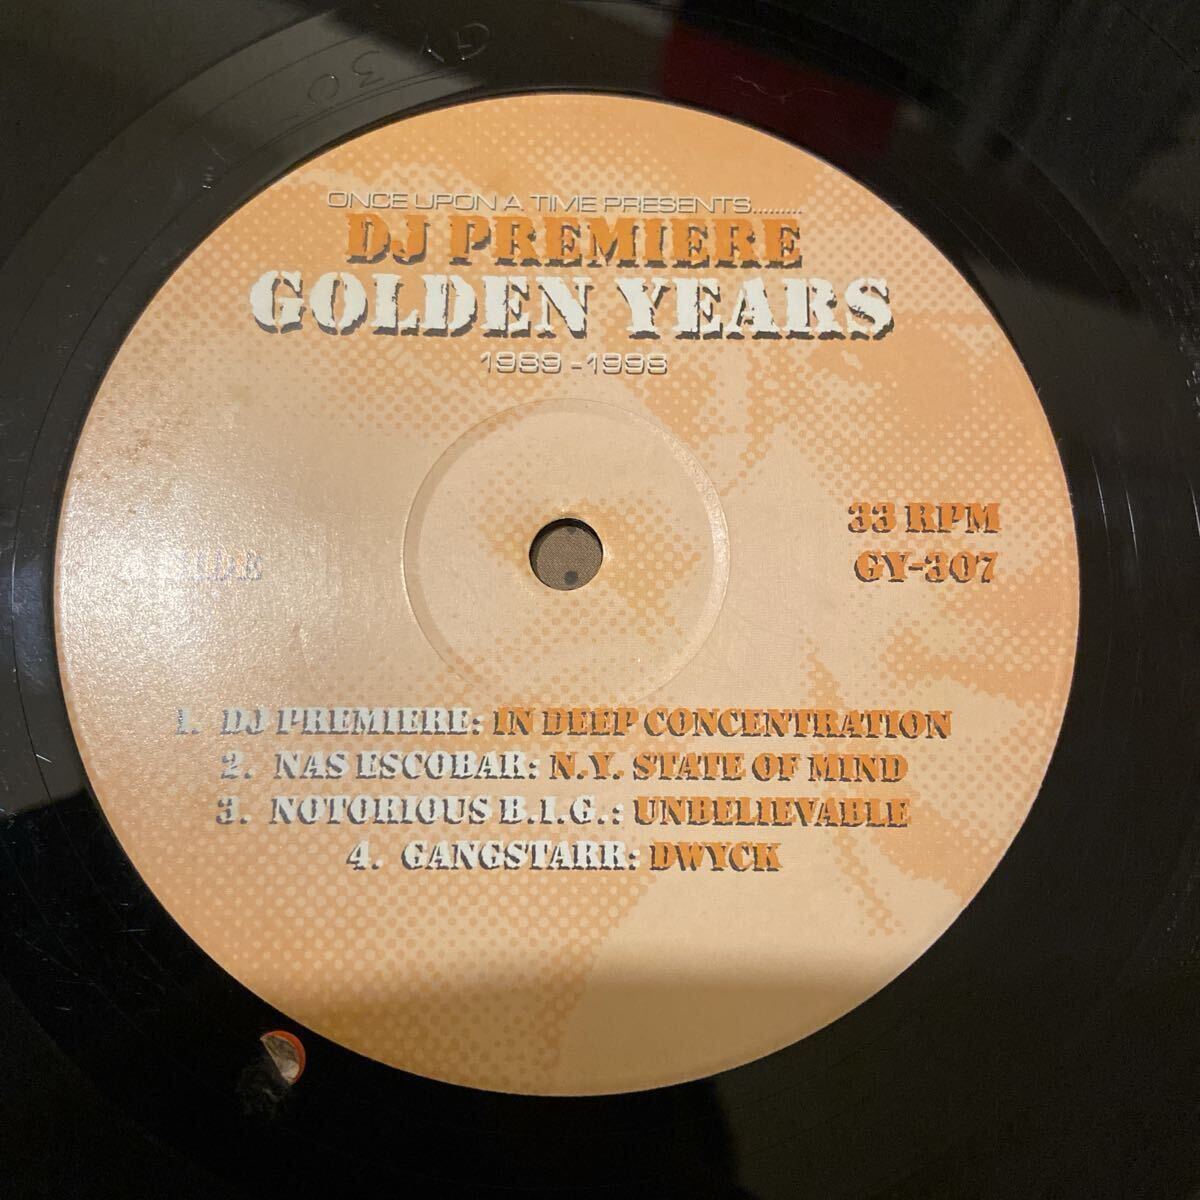 ONCE UPON A TIME PRESENTS.........
DJ PREMIERE
GOLDEN YEARS
1989 -1998
33 RPM
GY-307
SIDE
1. DJ PREMIERE: IN DEEP CONCENTRATION
2. NAS ESCOBAR: N.Y. STATE OF MIND
3. NOTORIOUS B.I.G.: UNBELIEVABLE
4. GANGSTARR: DWYCK